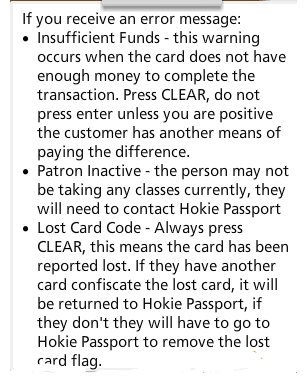 If you receive an error message:
• Insufficient Funds - this warning
occurs when the card does not have
enough money to complete the
transaction. Press CLEAR, do not
press enter unless you are positive
the customer has another means of
paying the difference.
• Patron Inactive - the person may not
be taking any classes currently, they
will need to contact Hokie Passport
• Lost Card Code - Always press
CLEAR, this means the card has been
reported lost. If they have another
card confiscate the lost card, it will
be returned to Hokie Passport, if
they don't they will have to go to
Hokie Passport to remove the lost
card flag.